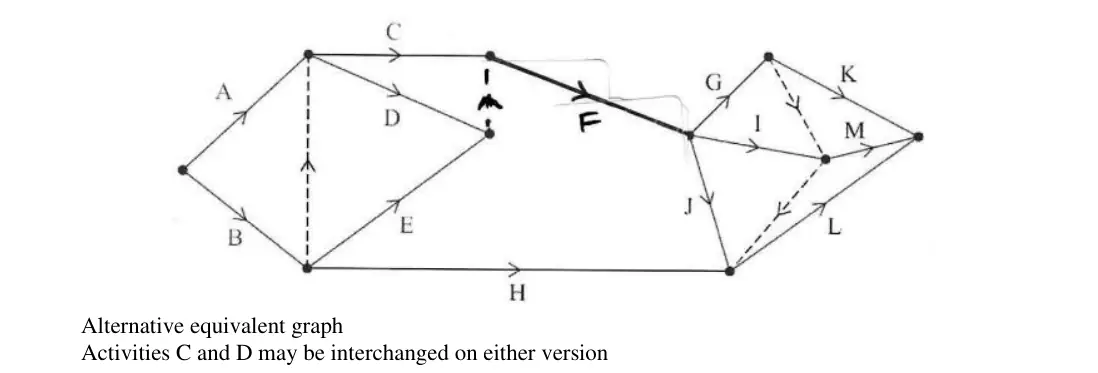 C
A
D
F
G
K
I
M
J
B
E
L
H
Alternative equivalent graph
Activities C and D may be interchanged on either version